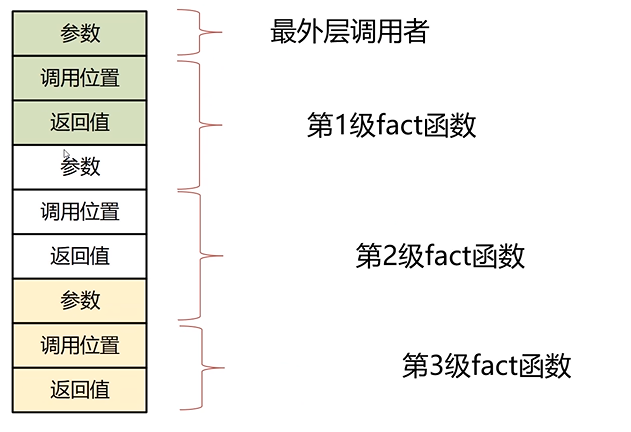 参数
最外层调用者
调用位置
返回值
第1级fact函数
参数
调用位置
返回值
第2级fact函数
参数
调用位置
返回值
第3级fact函数